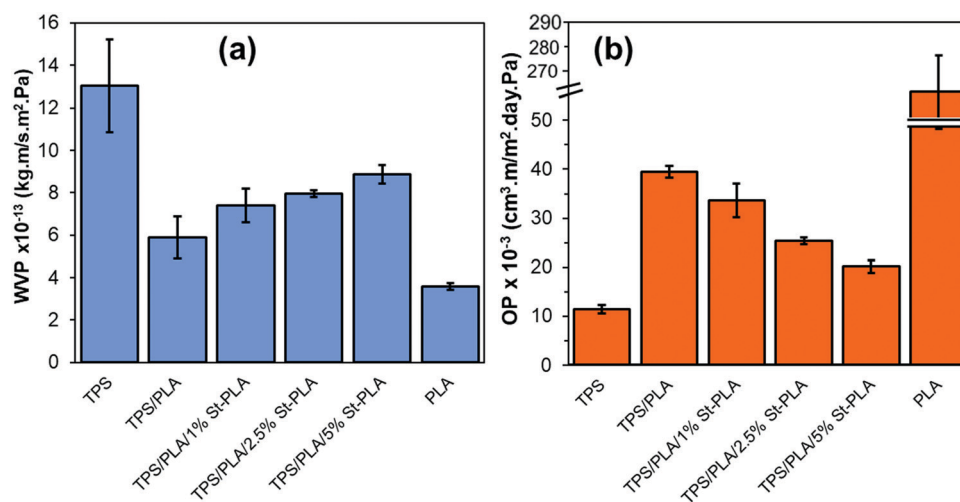 (a)
WVP x10⁻¹³ (kg.m/s.m².Pa)
16
14
12
10
8
6
4
2
0
TPS
TPS/PLA
TPS/PLA/1% St-PLA
TPS/PLA/2.5% St-PLA
TPS/PLA/5% St-PLA
PLA
(b)
OP x 10⁻³ (cm³.m/m².day.Pa)
290
280
270
50
40
30
20
10
0
TPS
TPS/PLA
TPS/PLA/1% St-PLA
TPS/PLA/2.5% St-PLA
TPS/PLA/5% St-PLA
PLA